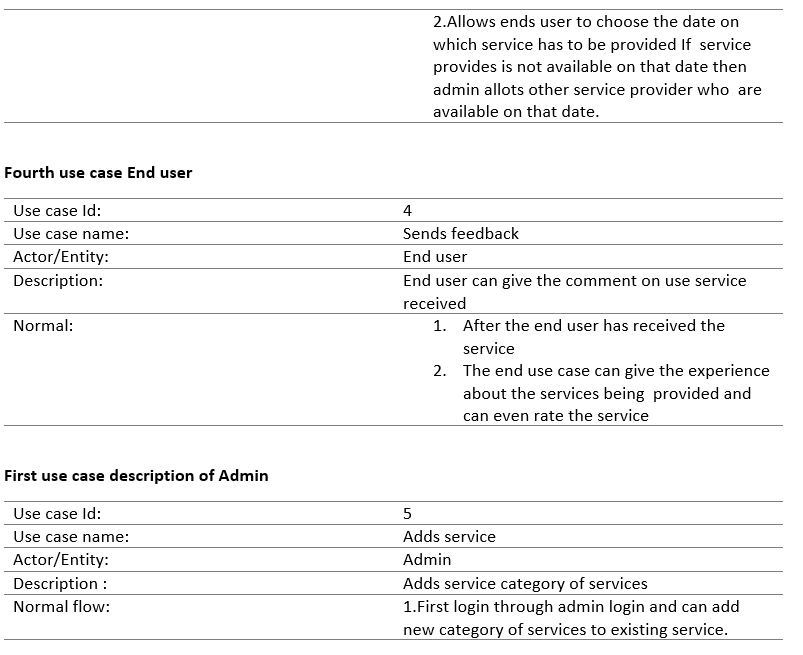 2.Allows ends user to choose the date on
which service has to be provided If  service
provides is not available on that date then
admin allots other service provider who  are
available on that date.
Fourth use case End user
Use case Id: 4
Use case name: Sends feedback
Actor/Entity: End user
Description: End user can give the comment on use service
received
Normal: 1. After the end user has received the
service
2. The end use case can give the experience
about the services being  provided and
can even rate the service
First use case description of Admin
Use case Id: 5
Use case name: Adds service
Actor/Entity: Admin
Description : Adds service category of services
Normal flow: 1.First login through admin login and can add
new category of services to existing service.